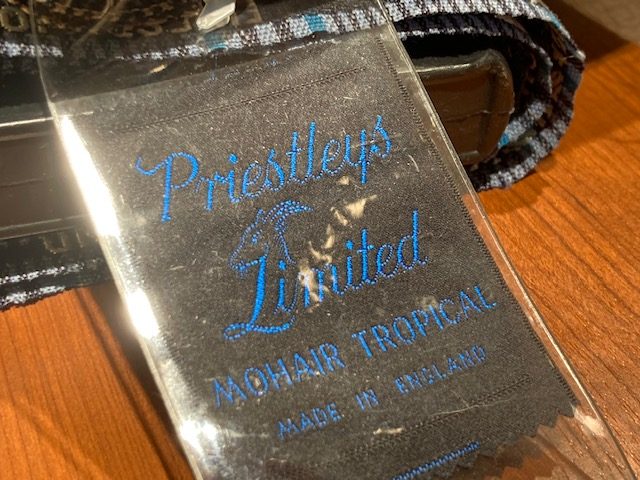 Priestleys
Limited
MOHAIR TROPICAL
MADE IN ENGLAND